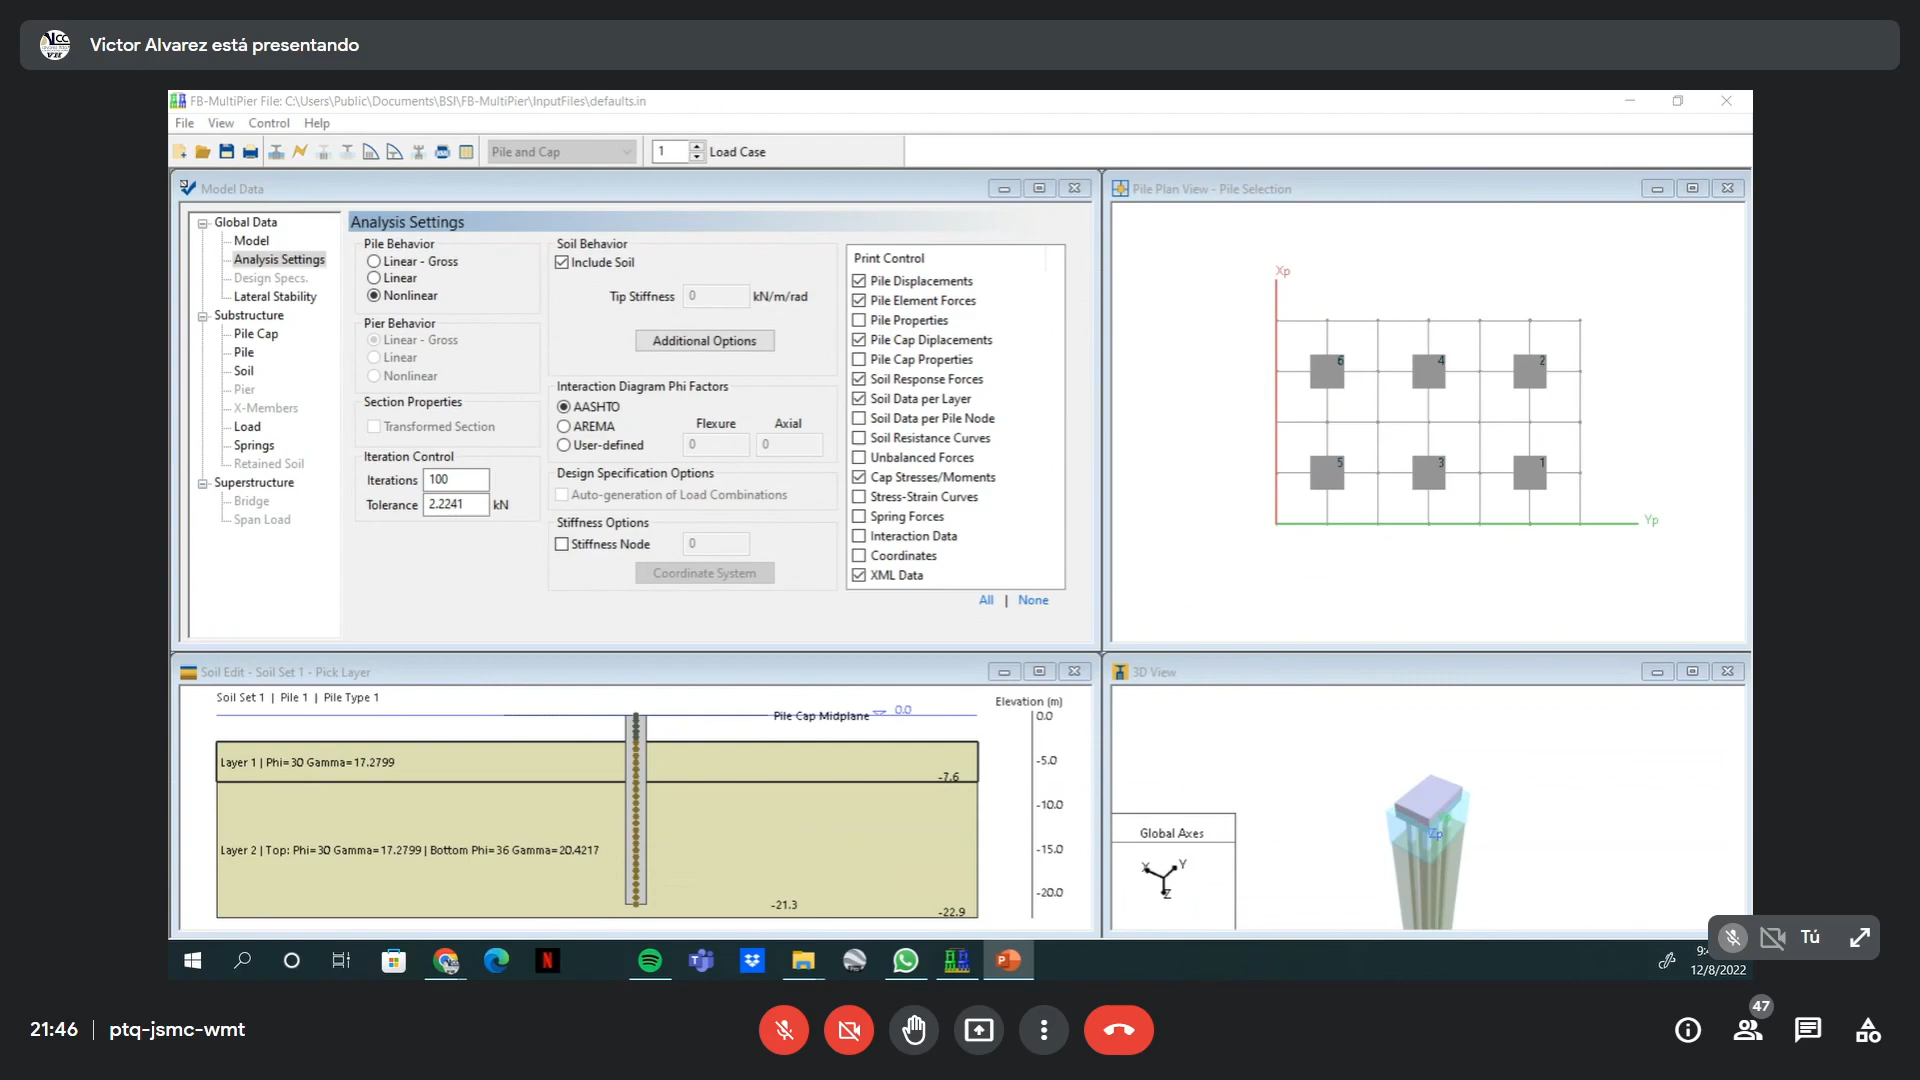 Victor Alvarez está presentando
FB-MultiPier File: C:\Users\Public\Documents\BSI\FB-MultiPier\InputFiles\defaults.in
File View Control Help
Pile and Cap 1 Load Case
Model Data
Global Data
Model
Analysis Settings
Design Specs.
Lateral Stability
Substructure
Pile Cap
Pile
Soil
Pier
X-Members
Load
Springs
Retained Soil
Superstructure
Bridge
Span Load
Analysis Settings
Pile Behavior
Linear - Gross
Linear
Nonlinear
Pier Behavior
Linear - Gross
Linear
Nonlinear
Section Properties
Transformed Section
Iteration Control
Iterations 100
Tolerance 2.2241 kN
Soil Behavior
Include Soil
Tip Stiffness 0 kN/m/rad
Additional Options
Interaction Diagram Phi Factors
AASHTO
AREMA
User-defined
Flexure Axial
0 0
Design Specification Options
Auto-generation of Load Combinations
Stiffness Options
Stiffness Node 0
Coordinate System
Print Control
Pile Displacements
Pile Element Forces
Pile Properties
Pile Cap Diplacements
Pile Cap Properties
Soil Response Forces
Soil Data per Layer
Soil Data per Pile Node
Soil Resistance Curves
Unbalanced Forces
Cap Stresses/Moments
Stress-Strain Curves
Spring Forces
Interaction Data
Coordinates
XML Data
All | None
Pile Plan View - Pile Selection
Xp
6 4 2
5 3 1
Yp
Soil Edit - Soil Set 1 - Pick Layer
Soil Set 1 | Pile 1 | Pile Type 1
Pile Cap Midplane 0.0
Elevation (m)
0.0
-5.0
-10.0
-15.0
-20.0
Layer 1 | Phi=30 Gamma=17.2799
-7.6
Layer 2 | Top: Phi=30 Gamma=17.2799 | Bottom Phi=36 Gamma=20.4217
-21.3
-22.9
3D View
Global Axes
X Y
Z
Zp
Tú
12/8/2022
21:46 | ptq-jsmc-wmt
47